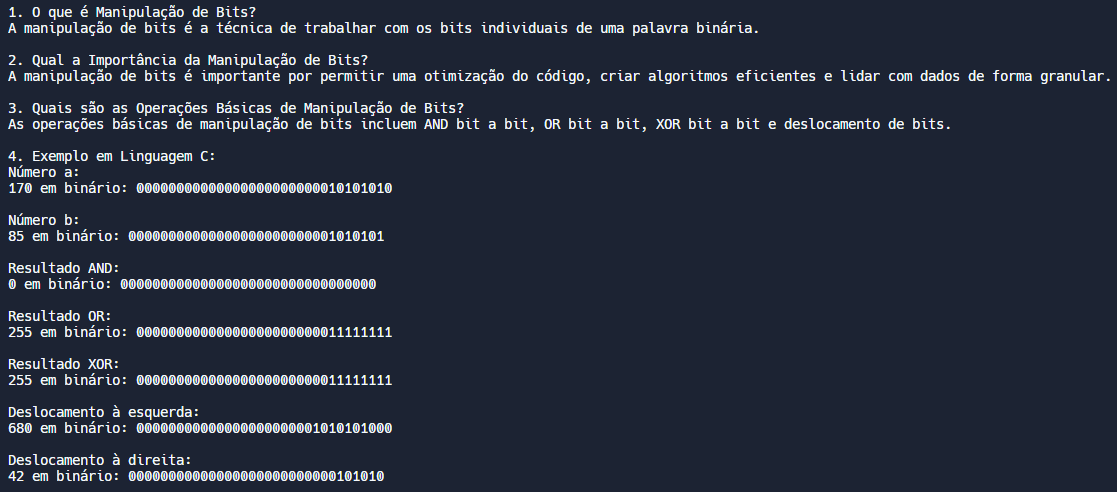 1. O que é Manipulação de Bits?
A manipulação de bits é a técnica de trabalhar com os bits individuais de uma palavra binária.
2. Qual a Importância da Manipulação de Bits?
A manipulação de bits é importante por permitir uma otimização do código, criar algoritmos eficientes e lidar com dados de forma granular.
3. Quais são as Operações Básicas de Manipulação de Bits?
As operações básicas de manipulação de bits incluem AND bit a bit, OR bit a bit, XOR bit a bit e deslocamento de bits.
4. Exemplo em Linguagem C:
Número a:
170 em binário: 00000000000000000000000010101010
Número b:
85 em binário: 00000000000000000000000001010101
Resultado AND:
0 em binário: 00000000000000000000000000000000
Resultado OR:
255 em binário: 00000000000000000000000011111111
Resultado XOR:
255 em binário: 00000000000000000000000011111111
Deslocamento à esquerda:
680 em binário: 00000000000000000000001010101000
Deslocamento à direita:
42 em binário: 00000000000000000000000000101010